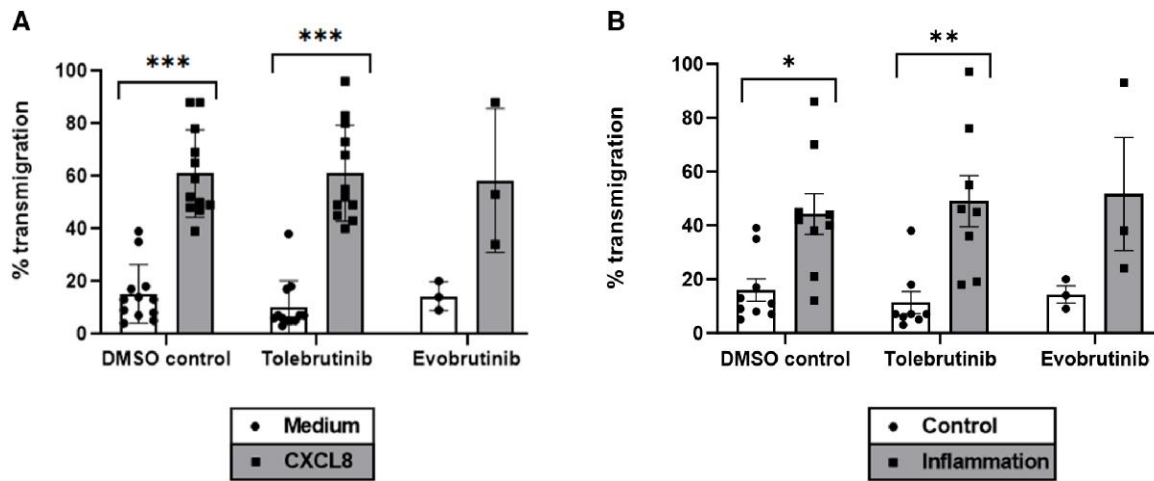 A
***
***
% transmigration
100
80
60
40
20
0
DMSO control
Tolebrutinib
Evobrutinib
Medium
CXCL8
B
*
**
% transmigration
100
80
60
40
20
0
DMSO control
Tolebrutinib
Evobrutinib
Control
Inflammation